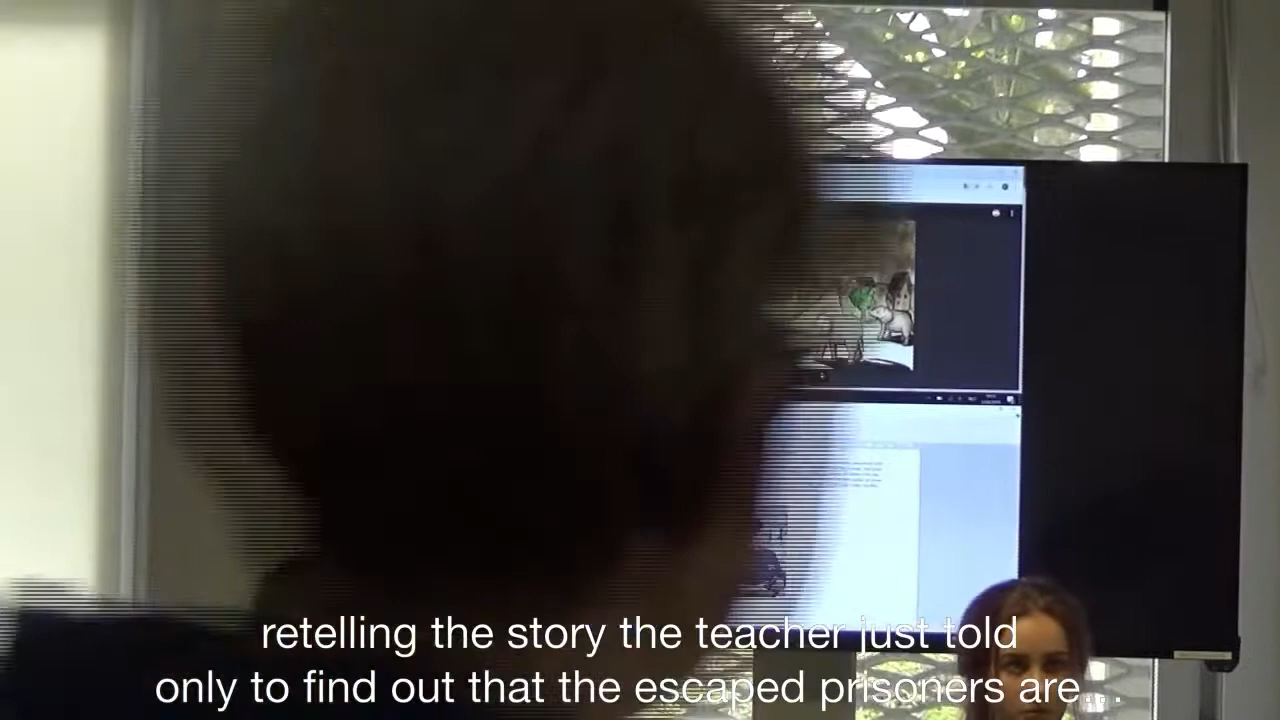 retelling the story the teacher just told
only to find out that the escaped prisoners are...